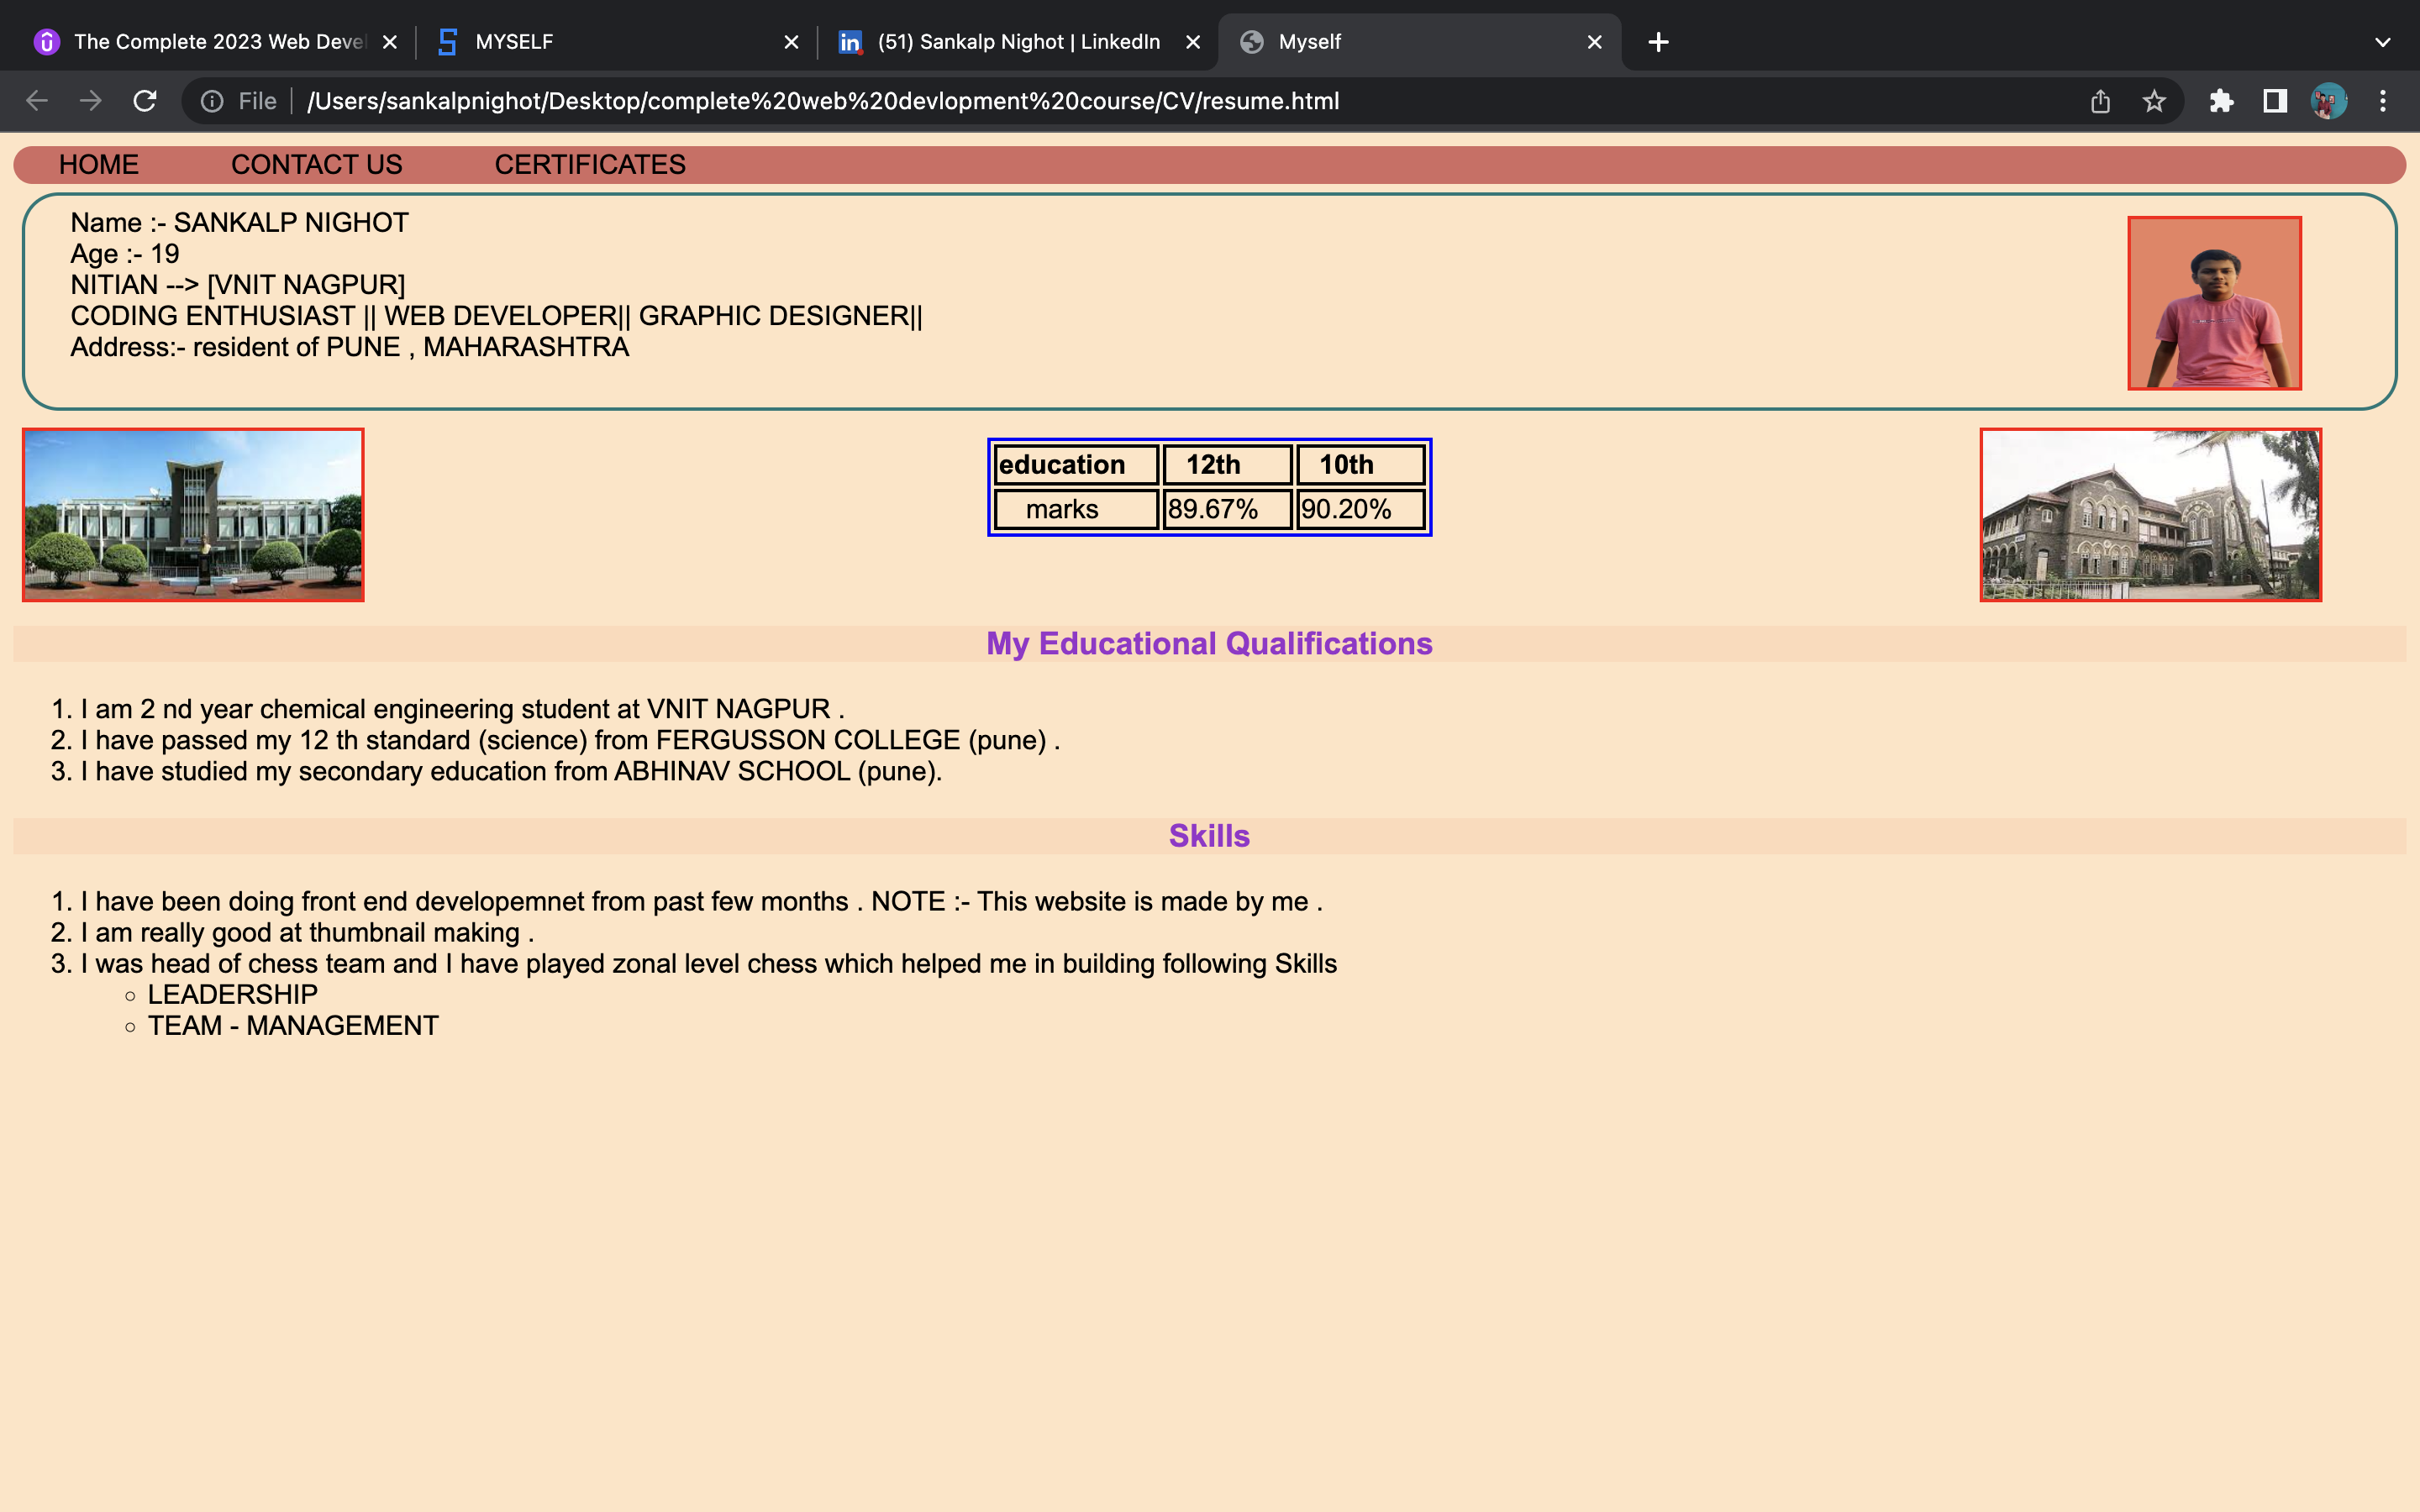 The Complete 2023 Web Devel
MYSELF
(51) Sankalp Nighot | LinkedIn
Myself
File
/Users/sankalpnighot/Desktop/complete%20web%20devlopment%20course/CV/resume.html
HOME CONTACT US CERTIFICATES
Name :- SANKALP NIGHOT
Age :- 19
NITIAN --> [VNIT NAGPUR]
CODING ENTHUSIAST || WEB DEVELOPER|| GRAPHIC DESIGNER||
Address:- resident of PUNE , MAHARASHTRA
education 12th 10th
marks 89.67% 90.20%
My Educational Qualifications
1. I am 2 nd year chemical engineering student at VNIT NAGPUR .
2. I have passed my 12 th standard (science) from FERGUSSON COLLEGE (pune) .
3. I have studied my secondary education from ABHINAV SCHOOL (pune).
Skills
1. I have been doing front end developemnet from past few months . NOTE :- This website is made by me .
2. I am really good at thumbnail making .
3. I was head of chess team and I have played zonal level chess which helped me in building following Skills
LEADERSHIP
TEAM - MANAGEMENT